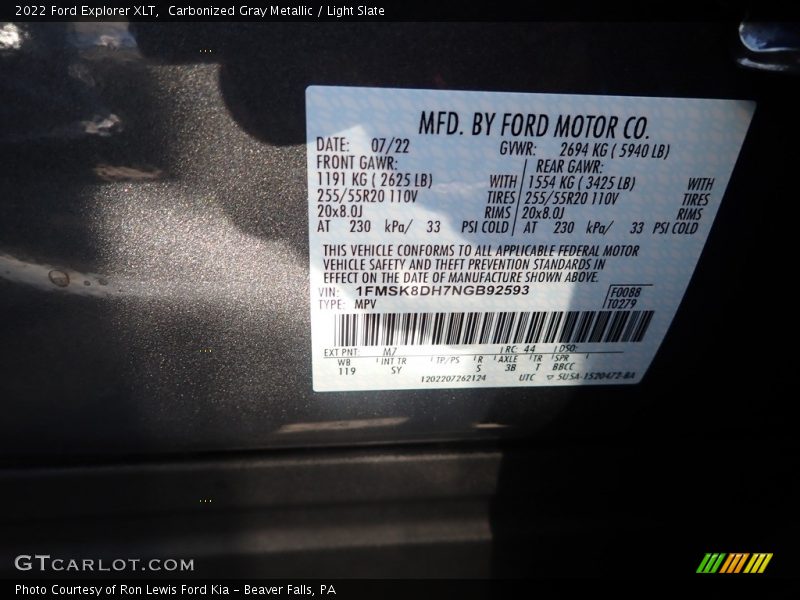 2022 Ford Explorer XLT, Carbonized Gray Metallic / Light Slate
MFD. BY FORD MOTOR CO.
DATE: 07/22 GVWR: 2694 KG ( 5940 LB)
FRONT GAWR: REAR GAWR:
1191 KG ( 2625 LB) WITH 1554 KG ( 3425 LB) WITH
255/55R20 110V TIRES 255/55R20 110V TIRES
20x8.0J RIMS 20x8.0J RIMS
AT 230 kPa/ 33 PSI COLD AT 230 kPa/ 33 PSI COLD
THIS VEHICLE CONFORMS TO ALL APPLICABLE FEDERAL MOTOR
VEHICLE SAFETY AND THEFT PREVENTION STANDARDS IN
EFFECT ON THE DATE OF MANUFACTURE SHOWN ABOVE.
VIN: 1FMSK8DH7NGB92593 F0088
TYPE: MPV T0279
EXT PNT: M7 RC: 44 DSO:
WB INT TR TP/PS R AXLE TR SPR
119 SY S 3B T BBCC
1202207262124 UTC ▽ SU5A-1520472-BA
GTCARLOT.COM
Photo Courtesy of Ron Lewis Ford Kia - Beaver Falls, PA